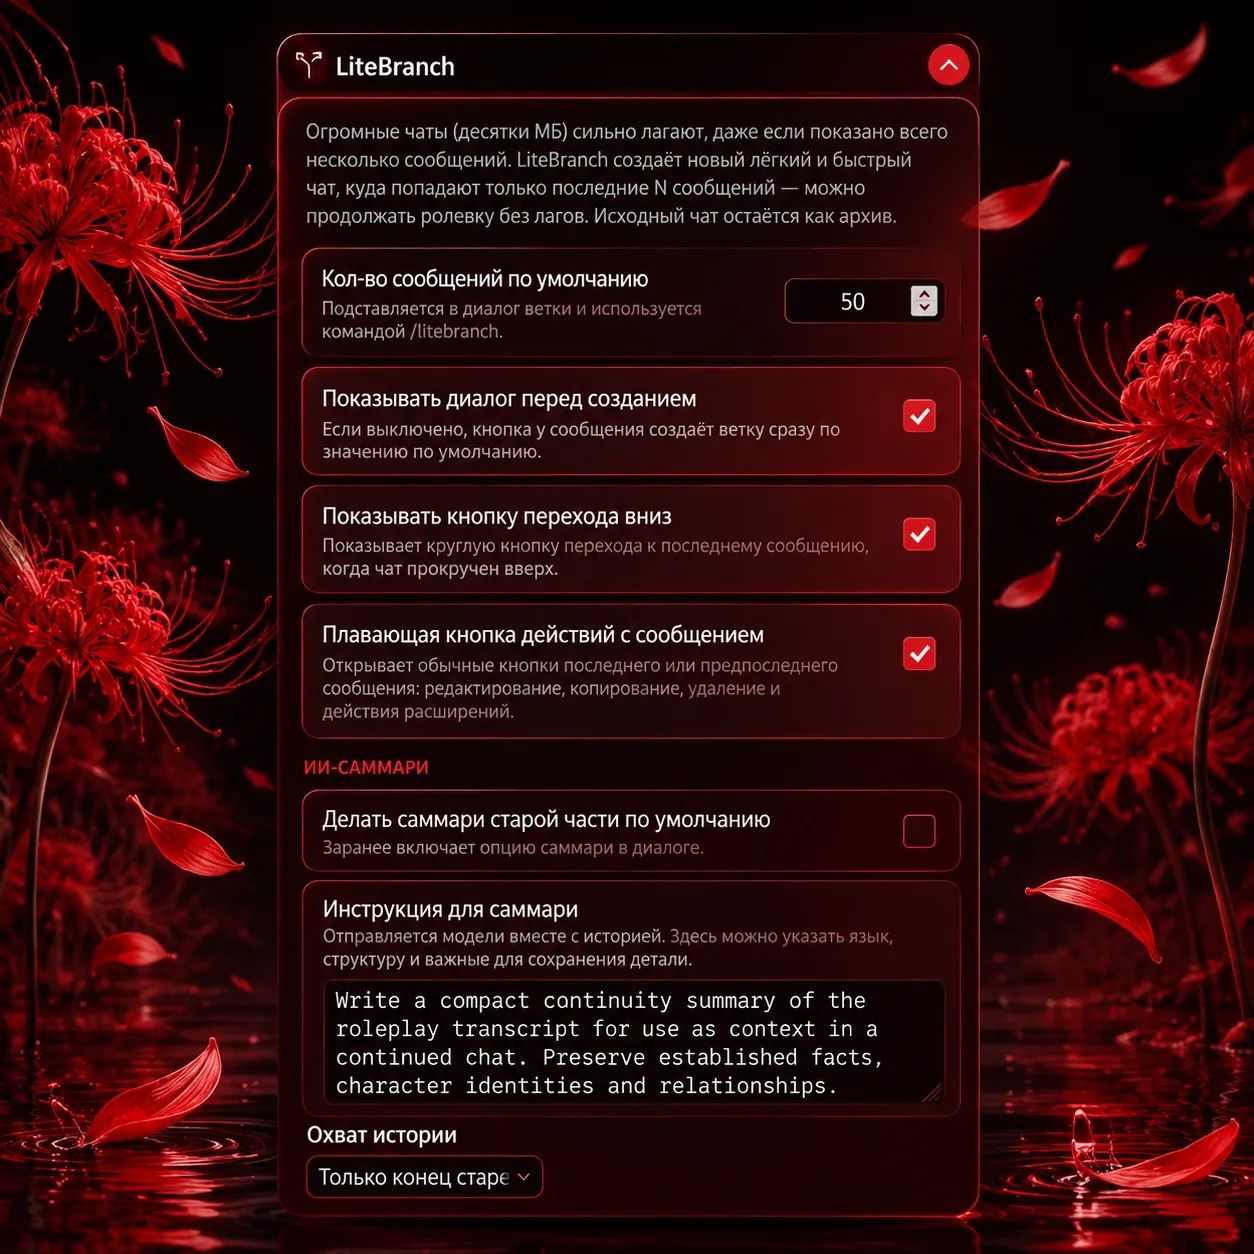 LiteBranch
Огромные чаты (десятки МБ) сильно лагают, даже если показано всего
несколько сообщений. LiteBranch создаёт новый лёгкий и быстрый
чат, куда попадают только последние N сообщений — можно
продолжать ролевку без лагов. Исходный чат остаётся как архив.
Кол-во сообщений по умолчанию
Подставляется в диалог ветки и используется
командой /litebranch.
50
Показывать диалог перед созданием
Если выключено, кнопка у сообщения создаёт ветку сразу по
значению по умолчанию.
Показывать кнопку перехода вниз
Показывает круглую кнопку перехода к последнему сообщению,
когда чат прокручен вверх.
Плавающая кнопка действий с сообщением
Открывает обычные кнопки последнего или предпоследнего
сообщения: редактирование, копирование, удаление и
действия расширений.
ИИ-САММАРИ
Делать саммари старой части по умолчанию
Заранее включает опцию саммари в диалоге.
Инструкция для саммари
Отправляется модели вместе с историей. Здесь можно указать язык,
структуру и важные для сохранения детали.
Write a compact continuity summary of the
roleplay transcript for use as context in a
continued chat. Preserve established facts,
character identities and relationships.
Охват истории
Только конец старе